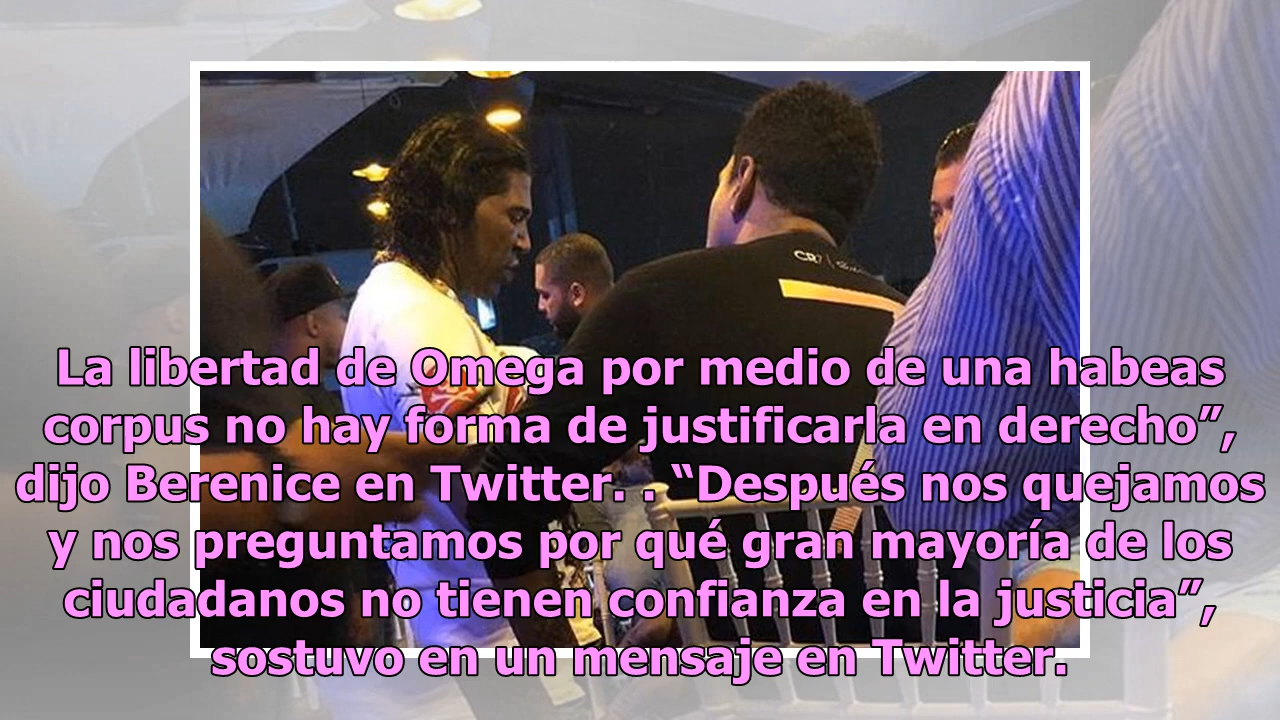 CR7
La libertad de Omega por medio de una habeas
corpus no hay forma de justificarla en derecho”,
dijo Berenice en Twitter. . “Después nos quejamos
y nos preguntamos por qué gran mayoría de los
ciudadanos no tienen confianza en la justicia”,
sostuvo en un mensaje en Twitter.